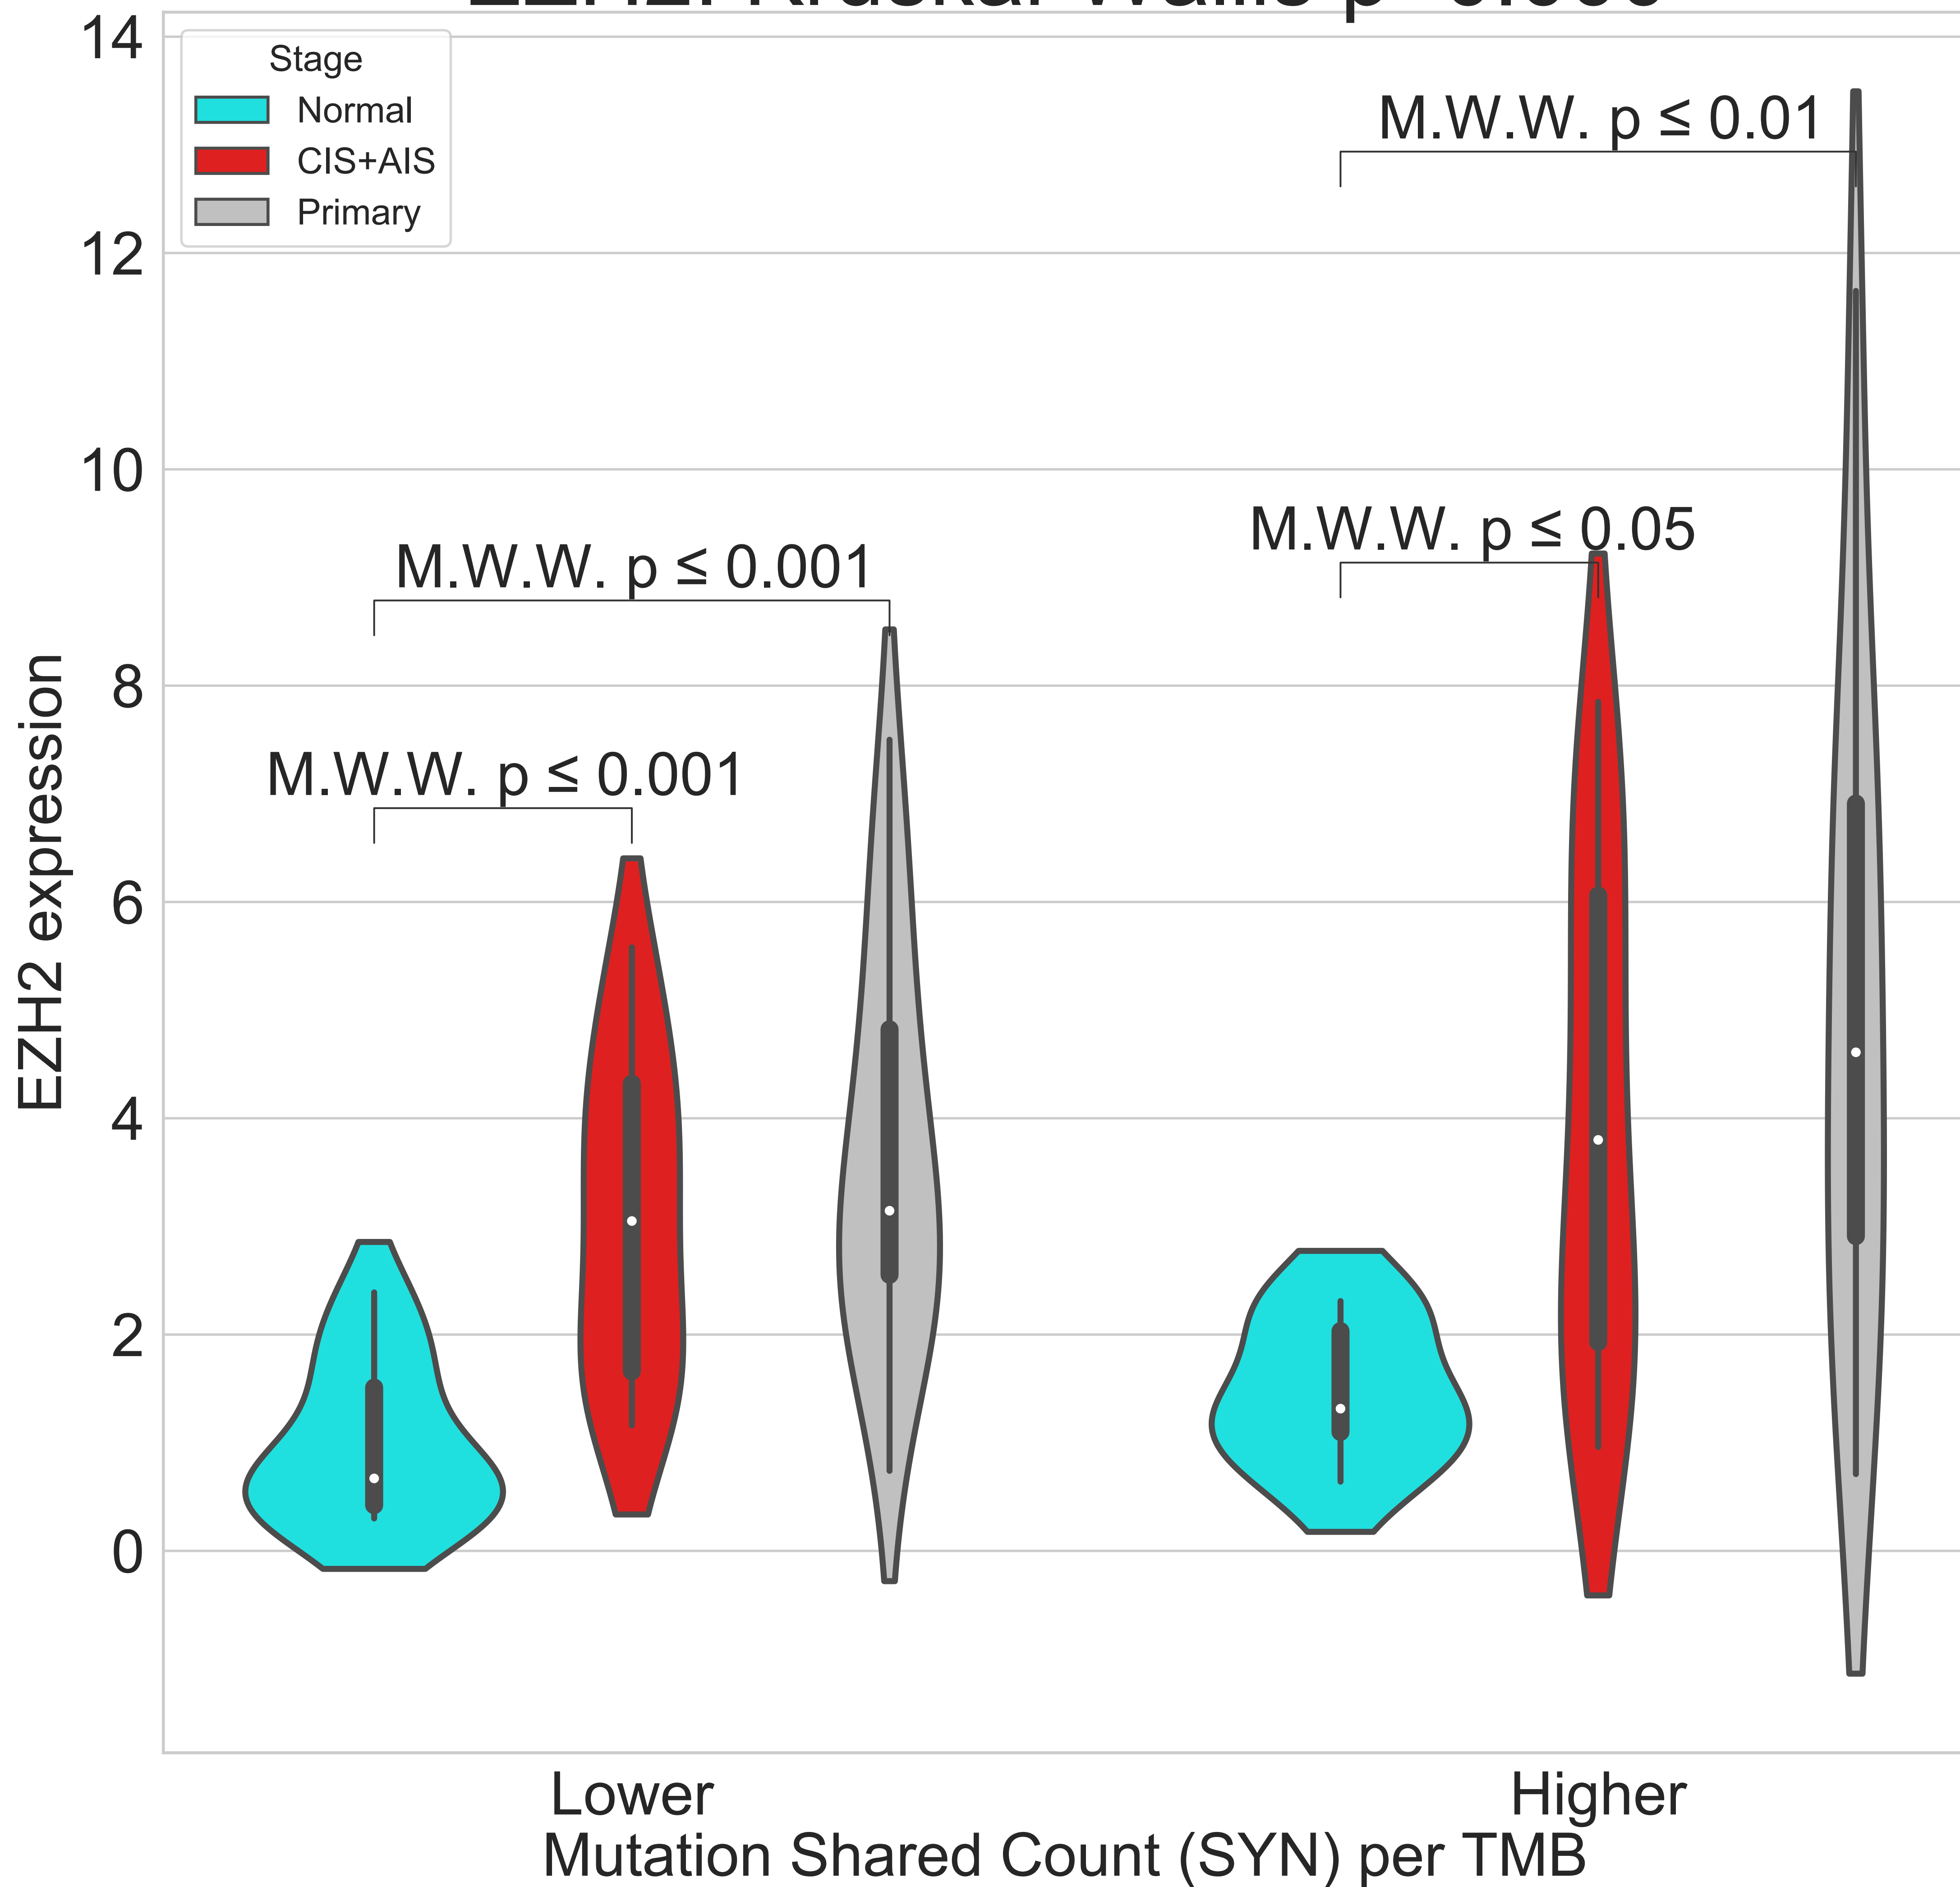 14
Stage
Normal
CIS+AIS
Primary
M.W.W. p ≤ 0.01
12
10
M.W.W. p ≤ 0.05
M.W.W. p ≤ 0.001
8
M.W.W. p ≤ 0.001
6
EZH2 expression
4
2
0
Lower
Higher
Mutation Shared Count (SYN) per TMB